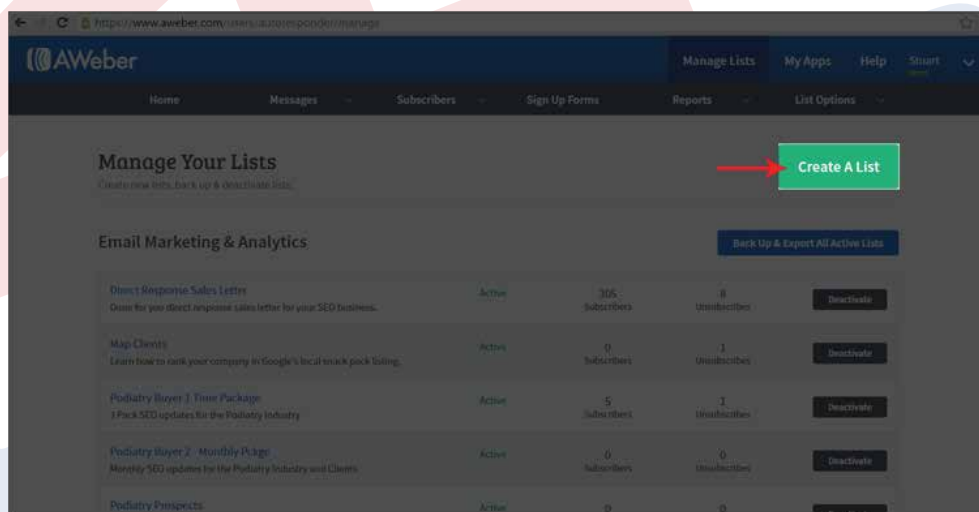 https://www.aweber.com/users/autoresponder/manage
AWeber
Manage Lists My Apps Help Stuart
Home Messages Subscribers Sign Up Forms Reports List Options
Manage Your Lists
Create new lists, back up & deactivate lists.
Create A List
Email Marketing & Analytics
Back Up & Export All Active Lists
Direct Response Sales Letter Active 305 8 Deactivate
Done for you direct response sales letter for your SEO business. Subscribers Unsubscribes
Map Clients Active 0 1 Deactivate
Learn how to rank your company in Google's local snack pack listing. Subscribers Unsubscribes
Podiatry Buyer 1 Time Package Active 5 1 Deactivate
3 Pack SEO updates for the Podiatry Industry Subscribers Unsubscribes
Podiatry Buyer 2 - Monthly Active 0 0 Deactivate
Monthly SEO updates for the Podiatry Industry and Clients Subscribers Unsubscribes
Podiatry Prospects Active 0 0